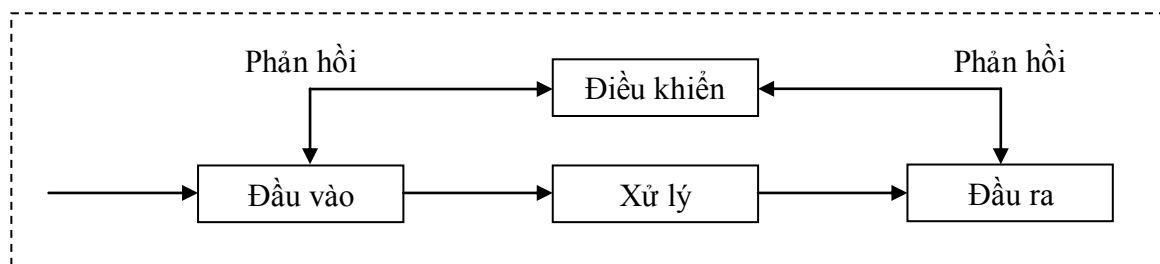 Phản hồi
Phản hồi
Điều khiển
Đầu vào
Xử lý
Đầu ra